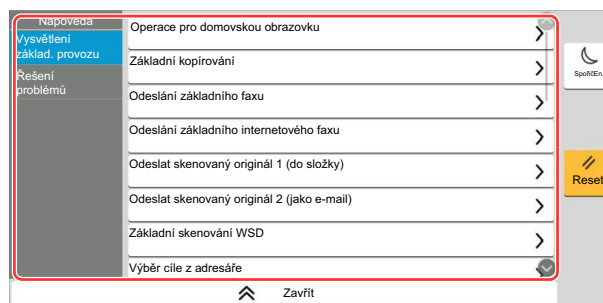 Nápověda
Vysvětlení
základ. provozu
Řešení
problémů
Operace pro domovskou obrazovku
Základní kopírování
Odeslání základního faxu
Odeslání základního internetového faxu
Odeslat skenovaný originál 1 (do složky)
Odeslat skenovaný originál 2 (jako e-mail)
Základní skenování WSD
Výběr cíle z adresáře
Zavřít
Reset